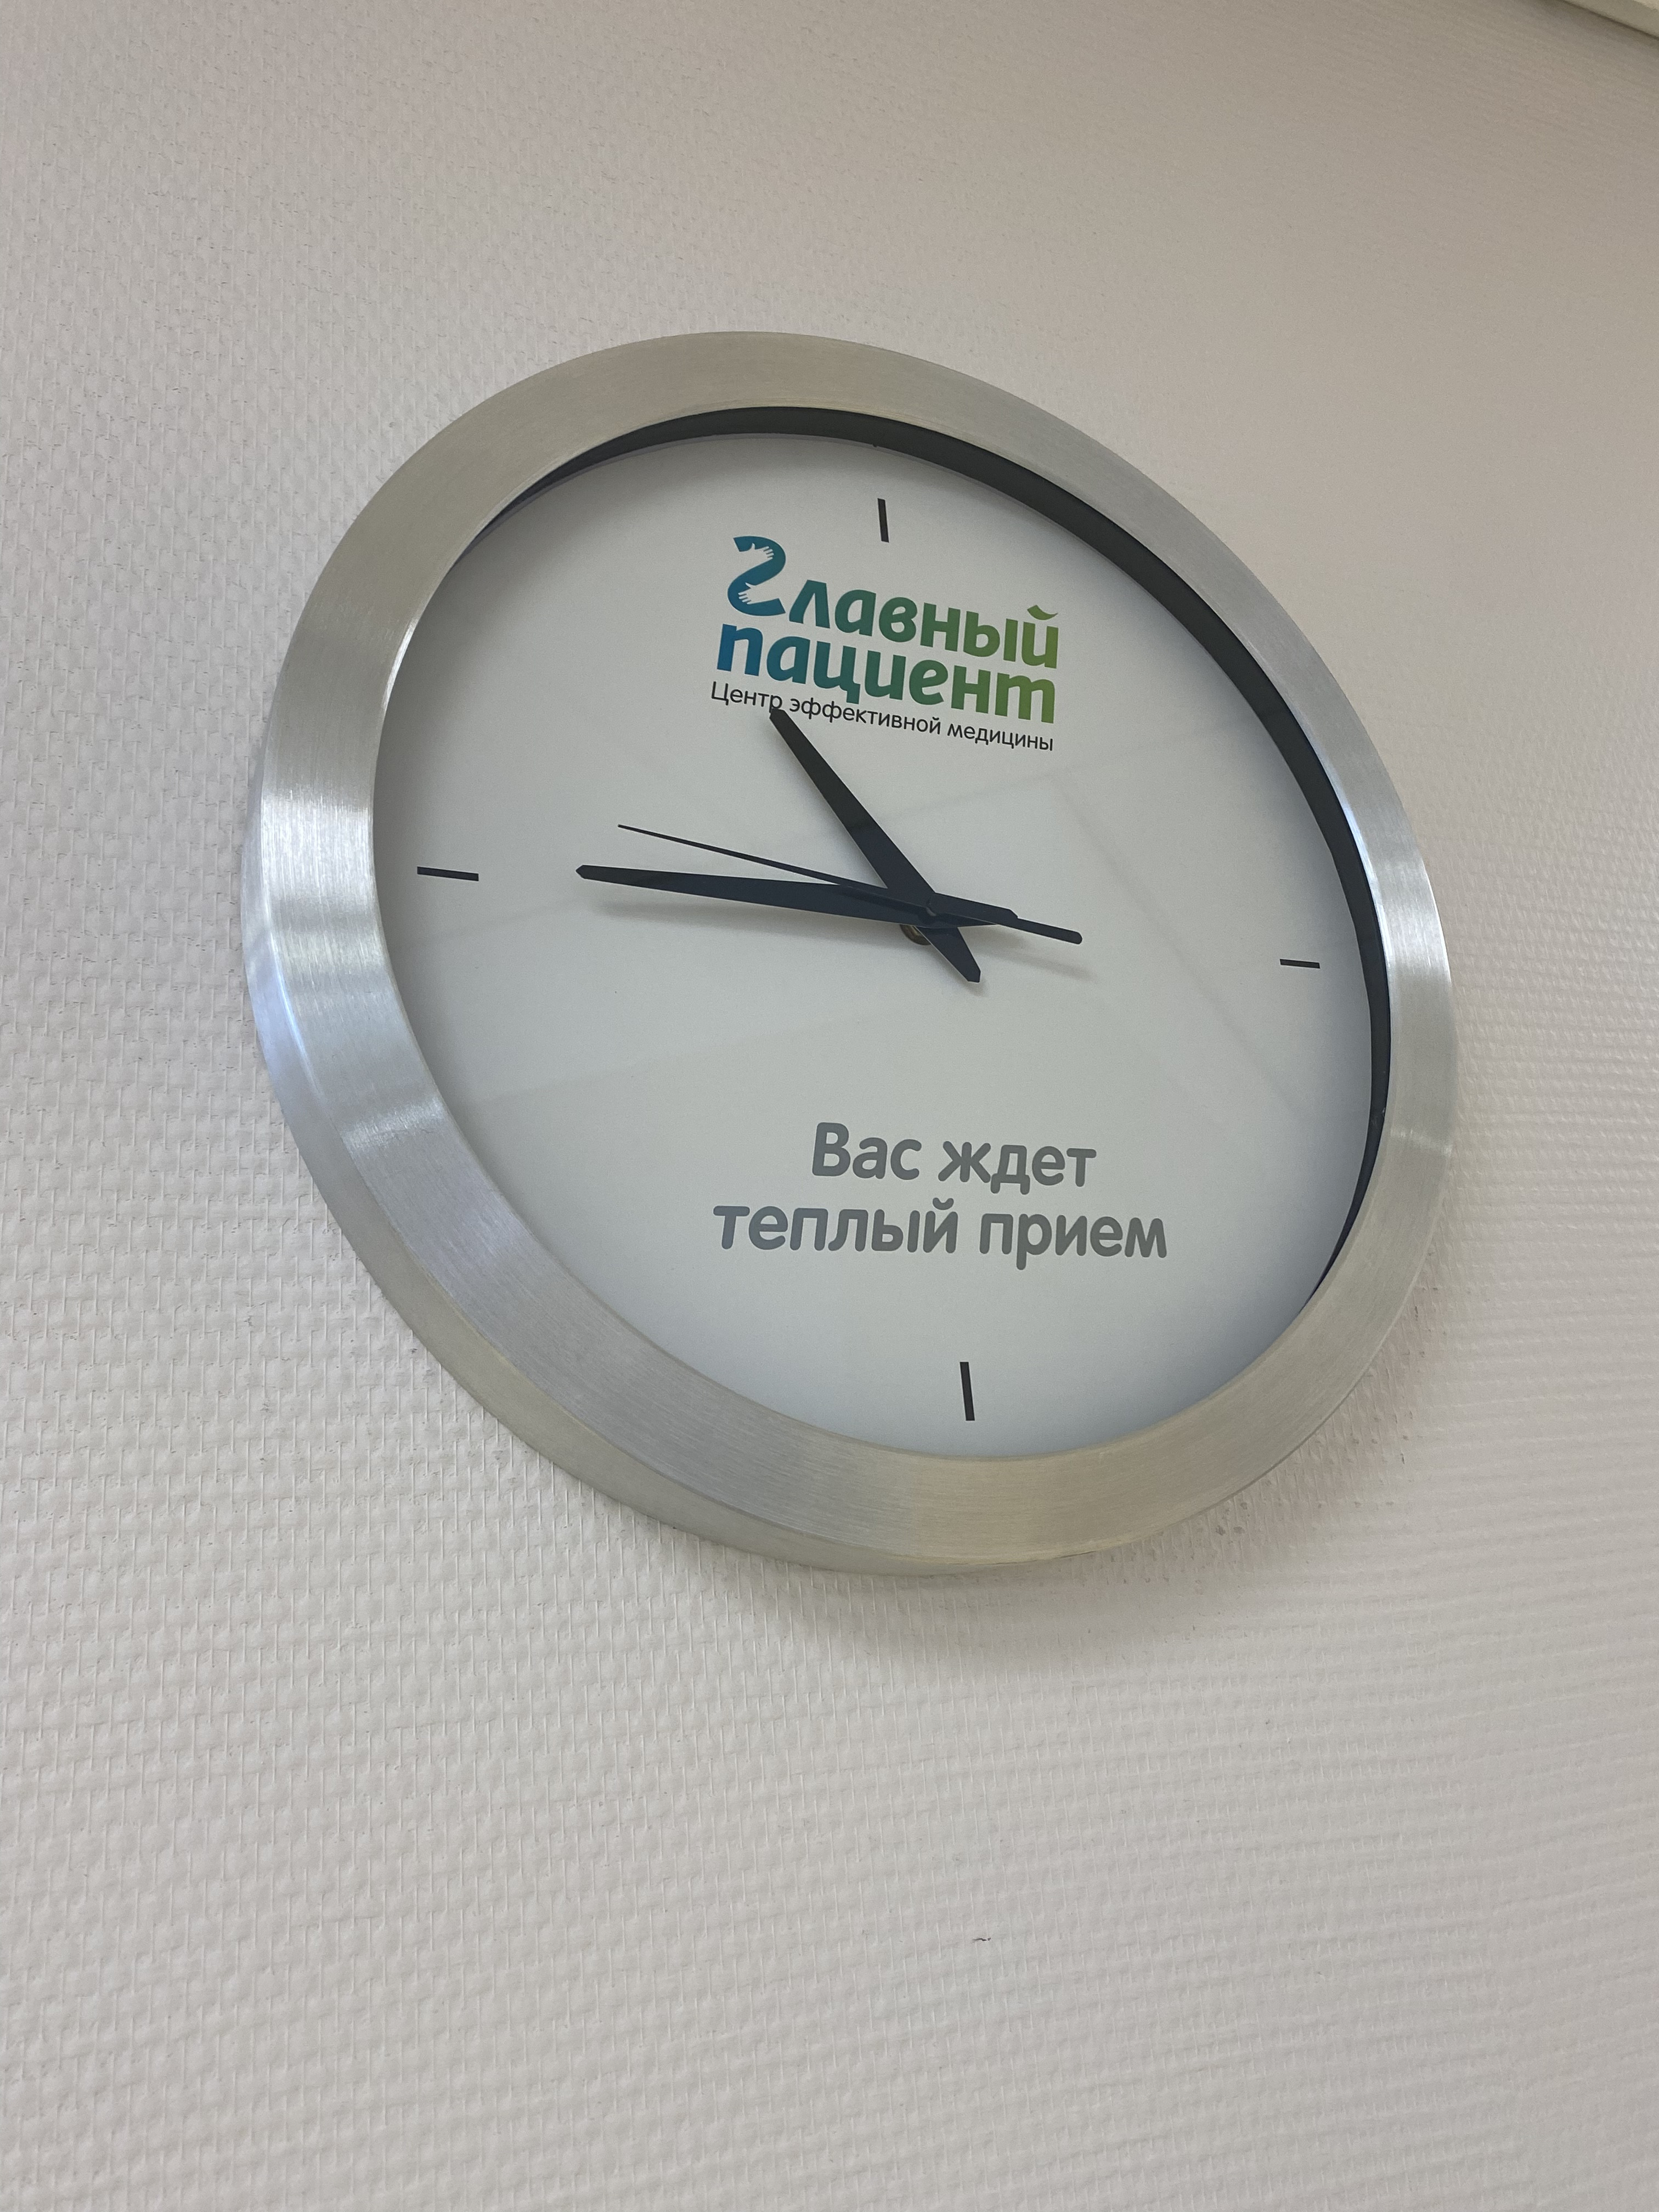 Главный
пациент
Центр эффективной медицины
Вас ждет
теплый прием